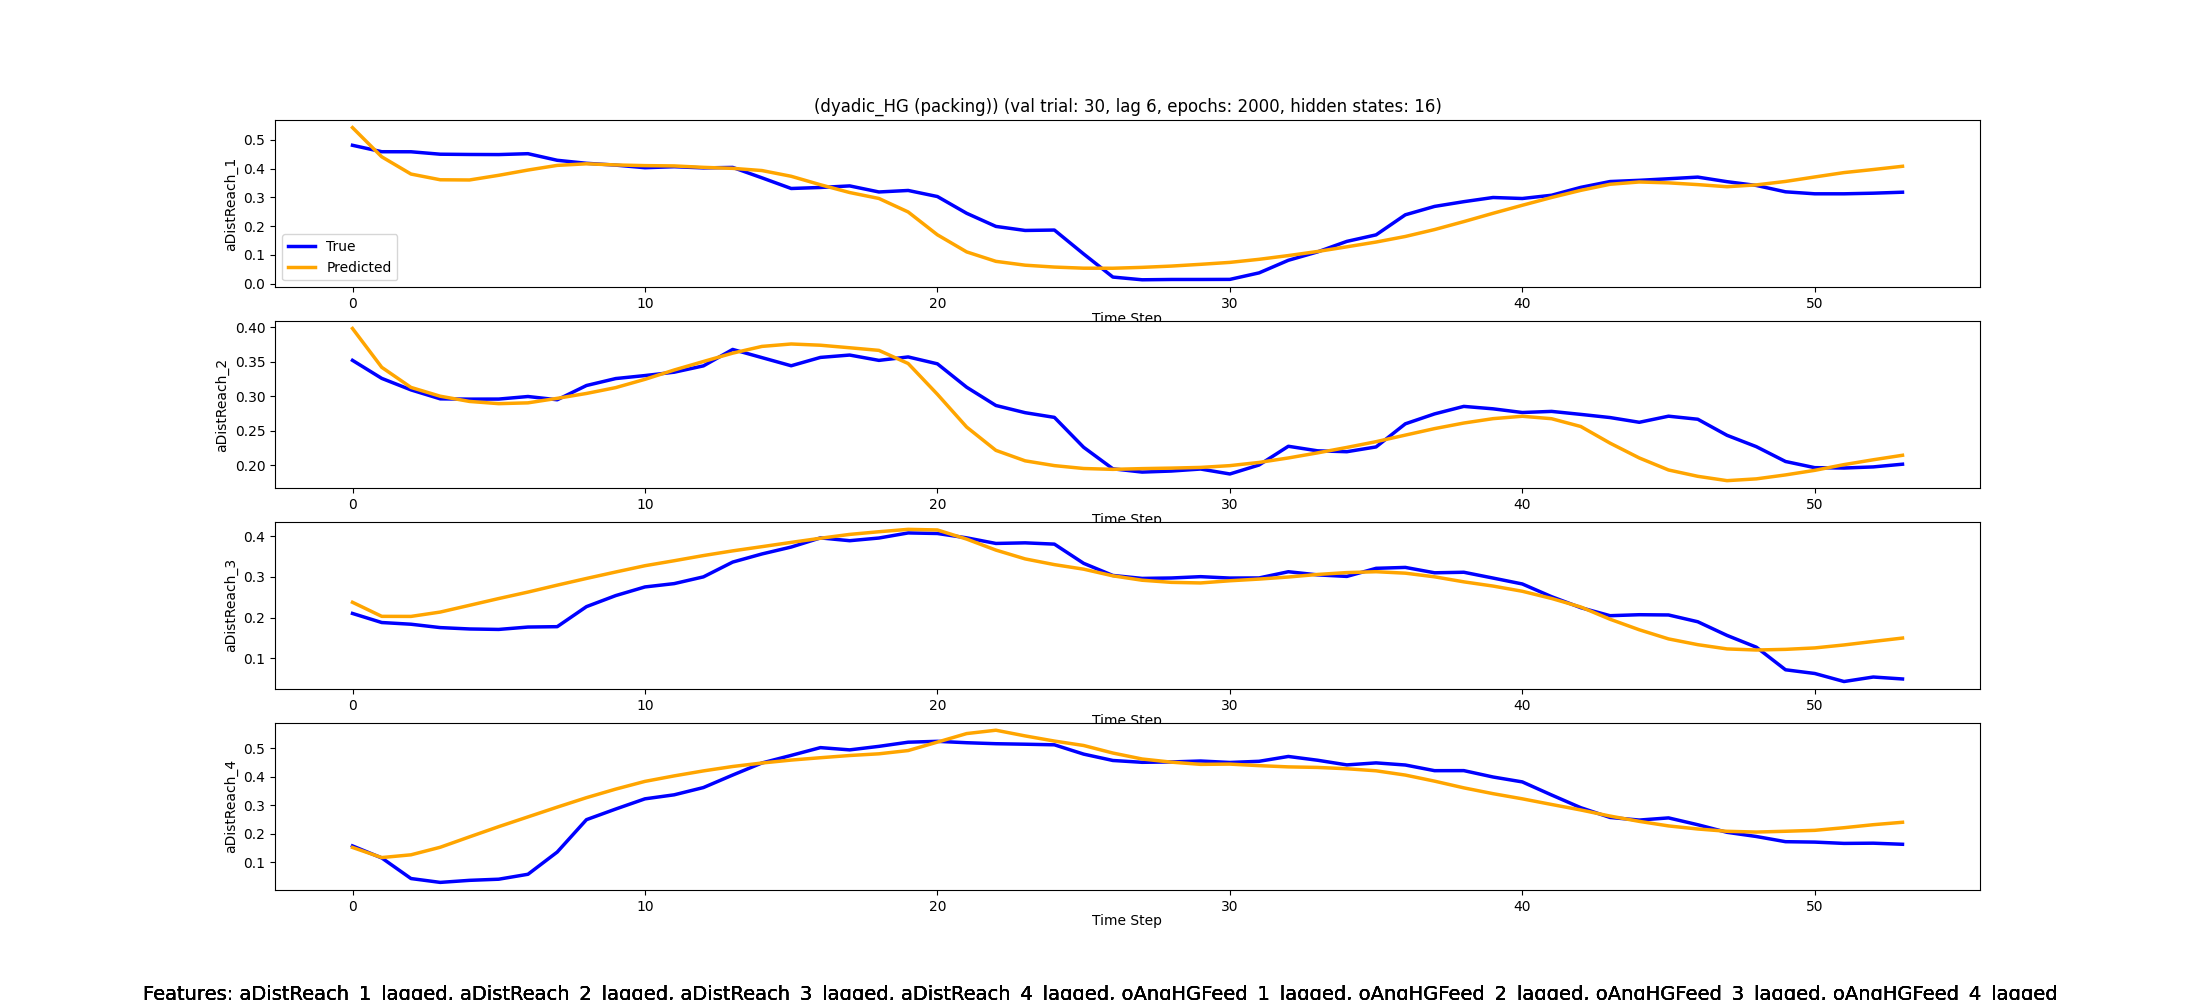 (dyadic_HG (packing)) (val trial: 30, lag 6, epochs: 2000, hidden states: 16)
aDistReach_1
0.5
0.4
0.3
0.2
0.1
0.0
True
Predicted
0 10 20 30 40 50
Time Step
aDistReach_2
0.40
0.35
0.30
0.25
0.20
0 10 20 30 40 50
Time Step
aDistReach_3
0.4
0.3
0.2
0.1
0 10 20 30 40 50
Time Step
aDistReach_4
0.5
0.4
0.3
0.2
0.1
0 10 20 30 40 50
Time Step
Features: aDistReach_1_lagged, aDistReach_2_lagged, aDistReach_3_lagged, aDistReach_4_lagged, oAngHGFeed_1_lagged, oAngHGFeed_2_lagged, oAngHGFeed_3_lagged, oAngHGFeed_4_lagged